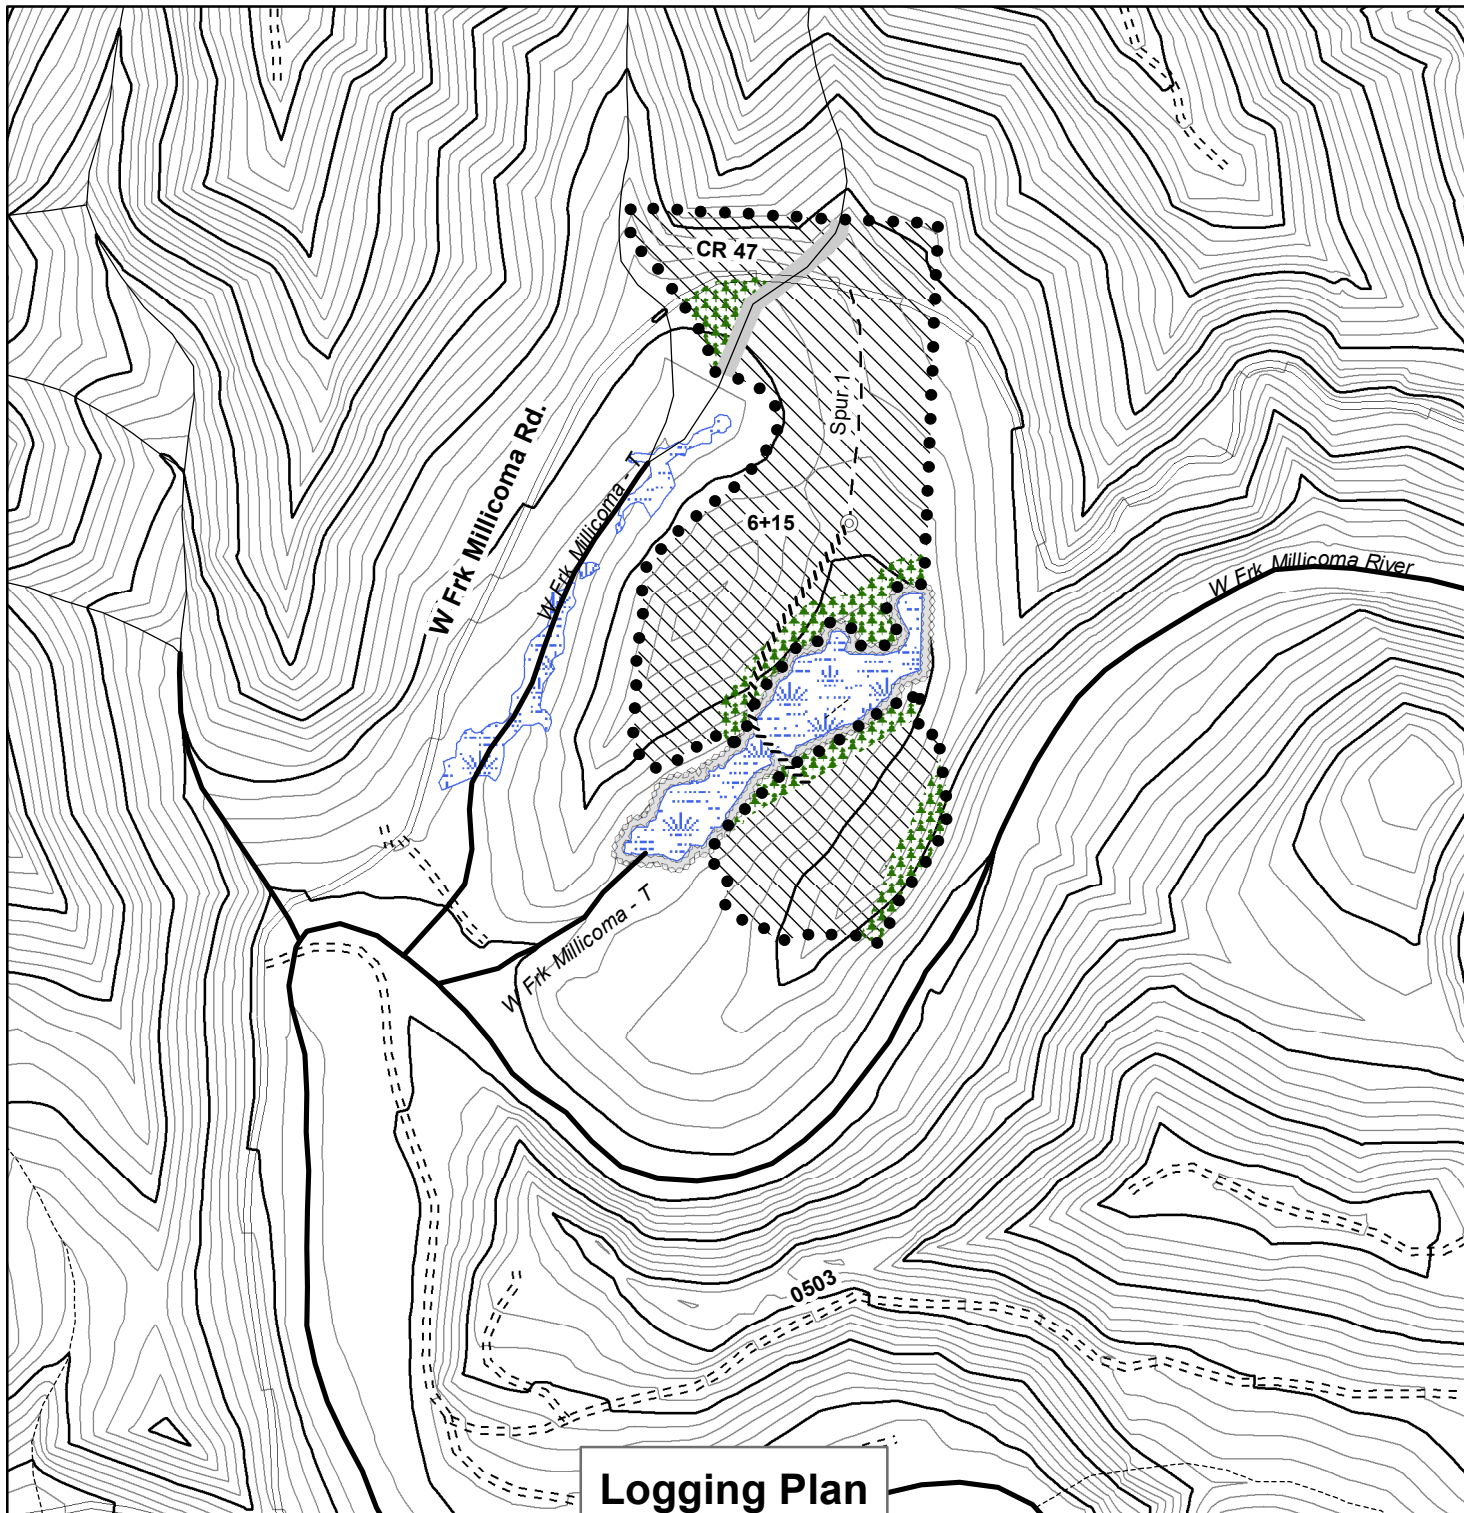 CR 47
W Frk Millicoma Rd.
Spur 1
W Frk Millicoma - T
6+15
W Frk Millicoma River
W Frk Millicoma - T
0503
Logging Plan